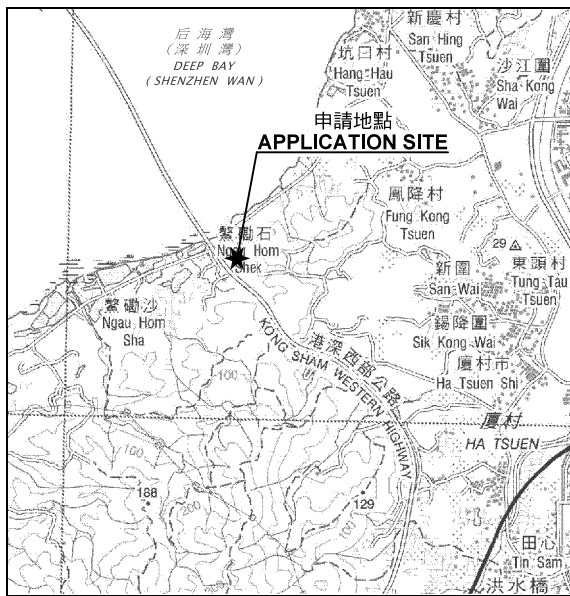 后海灣
(深圳灣)
DEEP BAY
(SHENZHEN WAN)
新慶村
San Hing
Tsuen
坑口村
Hang Hau
Tsuen
沙江圍
Sha Kong
Wai
申請地點
APPLICATION SITE
鳳降村
Fung Kong
Tsuen
鰲磡石
Ngau Hom
Shek
29
東頭村
Tung Tau
Tsuen
新圍
San Wai
鰲磡沙
Ngau Hom
Sha
錫降圍
Sik Kong Wai
港深西部公路
KONG SHAM WESTERN HIGHWAY
廈村市
Ha Tsuen Shi
100
廈村
HA TSUEN
100
188
200
129
100
田心
Tin Sam
洪水橋